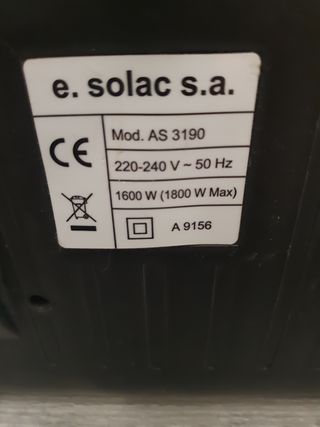 e. solac s.a.
CE
Mod. AS 3190
220-240 V ~ 50 Hz
1600 W (1800 W Max)
A 9156